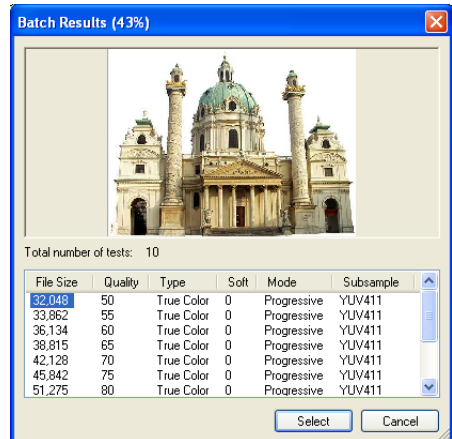 Batch Results (43%)
Total number of tests: 10
File Size Quality Type Soft Mode Subsample
32,048 50 True Color 0 Progressive YUV411
33,862 55 True Color 0 Progressive YUV411
36,134 60 True Color 0 Progressive YUV411
38,815 65 True Color 0 Progressive YUV411
42,128 70 True Color 0 Progressive YUV411
45,842 75 True Color 0 Progressive YUV411
51,275 80 True Color 0 Progressive YUV411
Select Cancel